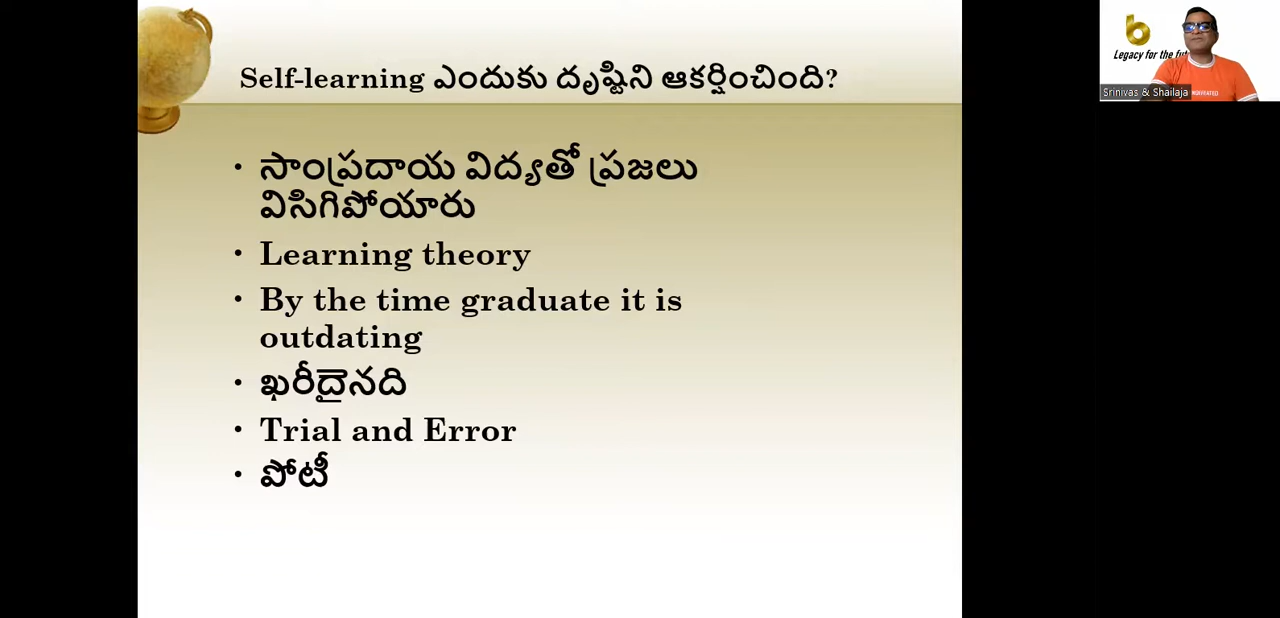 Self-learning ఎందుకు దృష్టిని ఆకర్షించింది?
• సాంప్రదాయ విద్యతో ప్రజలు
విసిగిపోయారు
• Learning theory
• By the time graduate it is
outdating
• ఖరీదైనది
• Trial and Error
• పోటీ
b
Legacy for the fu
Srinivas & Shailaja